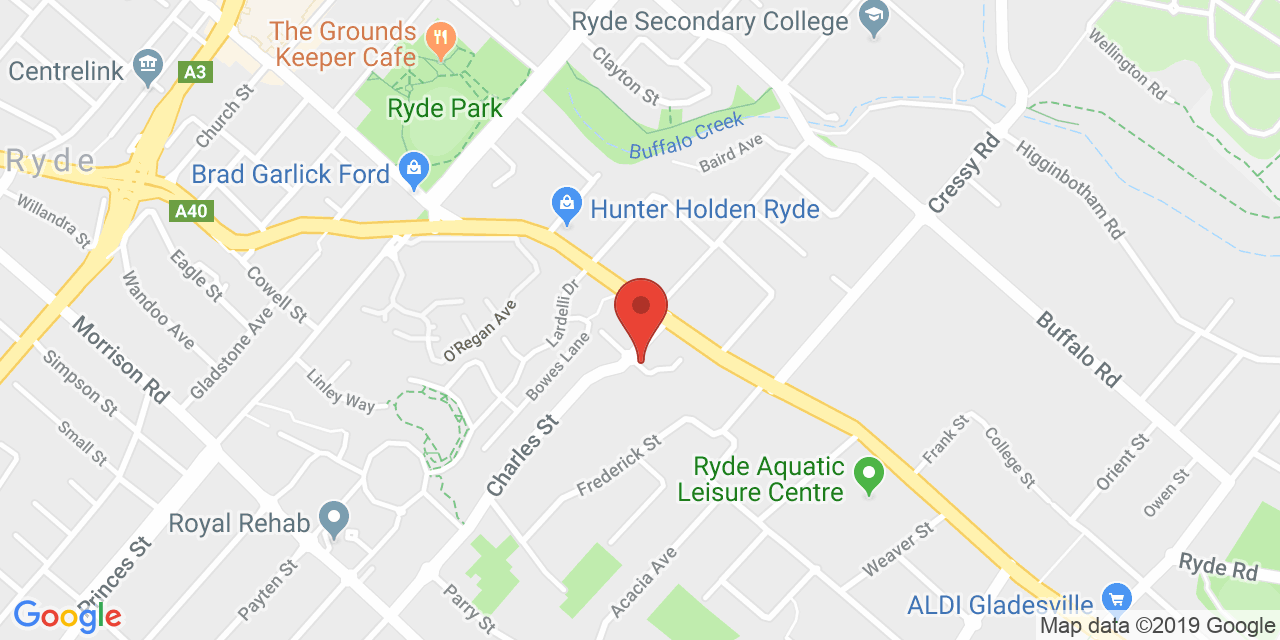 Ryde Secondary College
The Grounds
Keeper Cafe
Centrelink
A3
Clayton St
Wellington Rd
Church St
Ryde Park
Buffalo Creek
Baird Ave
Ryde
Brad Garlick Ford
Cressy Rd
Higginbotham Rd
A40
Hunter Holden Ryde
Willandra St
Eagle St
Cowell St
Wandoo Ave
Gladstone Ave
Lardelli Dr
O'Regan Ave
Bowes Lane
Morrison Rd
Buffalo Rd
Simpson St
Linley Way
Small St
Charles St
Frederick St
Frank St
College St
Orient St
Owen St
Ryde Aquatic
Leisure Centre
Royal Rehab
Weaver St
Princes St
Payten St
Parry St
Acacia Ave
Ryde Rd
ALDI Gladesville
Google
Map data ©2019 Google